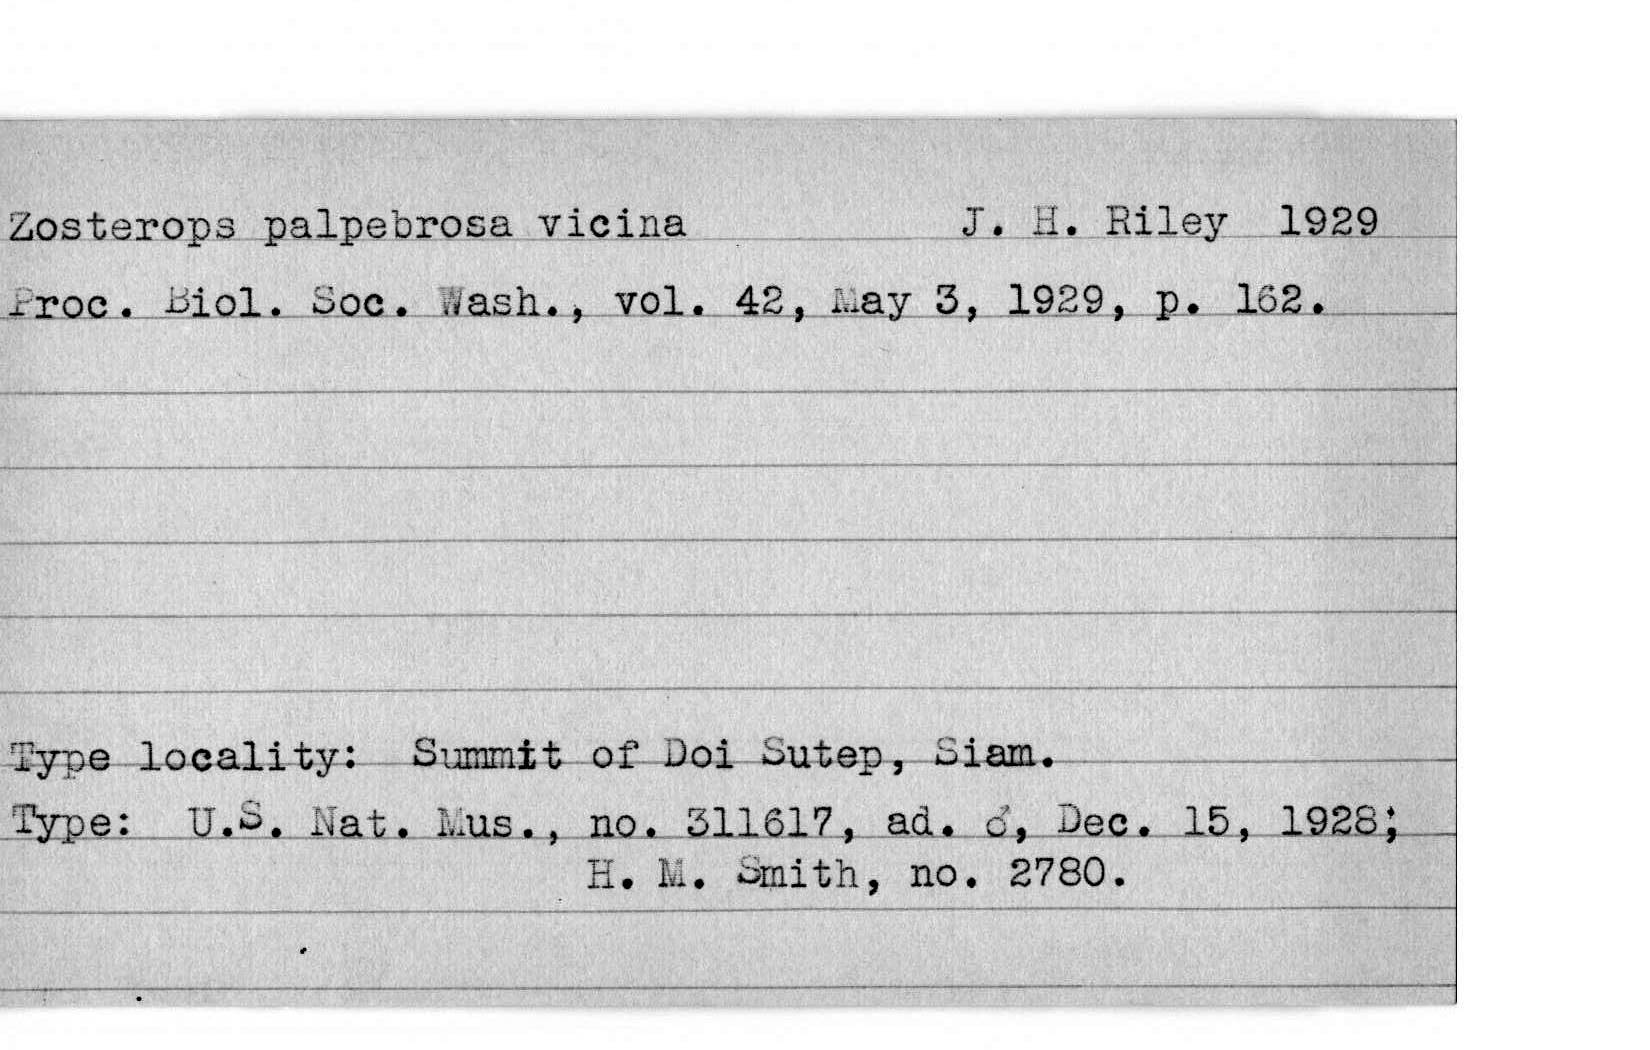 Zosterops palpebrosa vicina J. H. Riley 1929
Proc. Biol. Soc. Wash., vol. 42, May 3, 1929, p. 162.
Type locality: Summit of Doi Sutep, Siam.
Type: U.S. Nat. Mus., no. 311617, ad. ♂, Dec. 15, 1928;
H. M. Smith, no. 2780.